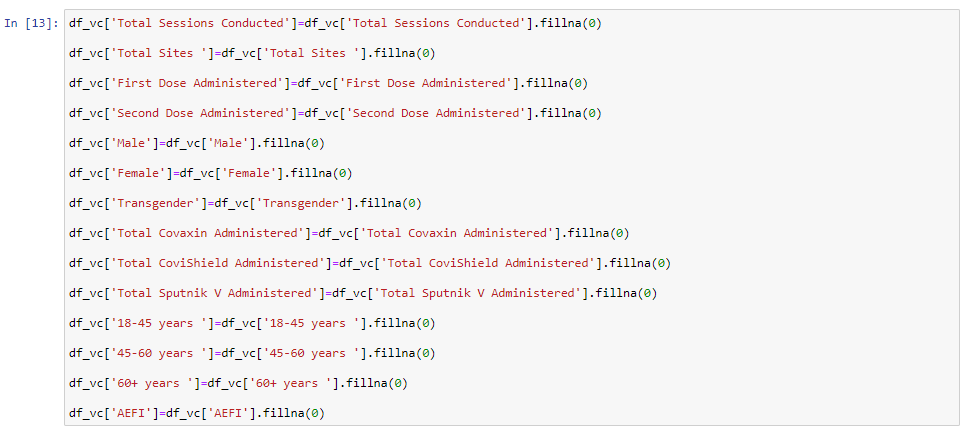 In [13]: df_vc['Total Sessions Conducted']=df_vc['Total Sessions Conducted'].fillna(0)
df_vc['Total Sites ']=df_vc['Total Sites '].fillna(0)
df_vc['First Dose Administered']=df_vc['First Dose Administered'].fillna(0)
df_vc['Second Dose Administered']=df_vc['Second Dose Administered'].fillna(0)
df_vc['Male']=df_vc['Male'].fillna(0)
df_vc['Female']=df_vc['Female'].fillna(0)
df_vc['Transgender']=df_vc['Transgender'].fillna(0)
df_vc['Total Covaxin Administered']=df_vc['Total Covaxin Administered'].fillna(0)
df_vc['Total CoviShield Administered']=df_vc['Total CoviShield Administered'].fillna(0)
df_vc['Total Sputnik V Administered']=df_vc['Total Sputnik V Administered'].fillna(0)
df_vc['18-45 years ']=df_vc['18-45 years '].fillna(0)
df_vc['45-60 years ']=df_vc['45-60 years '].fillna(0)
df_vc['60+ years ']=df_vc['60+ years '].fillna(0)
df_vc['AEFI']=df_vc['AEFI'].fillna(0)